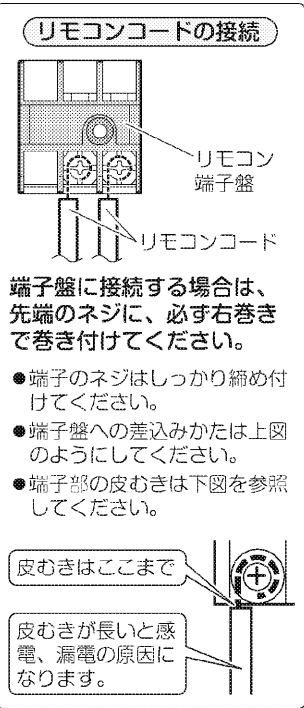 リモコンコードの接続
リモコン
端子盤
リモコンコード
端子盤に接続する場合は、
先端のネジに、必ず右巻き
で巻き付けてください。
●端子のネジはしっかり締め付
けてください。
●端子盤への差込みかたは上図
のようにしてください。
●端子部の皮むきは下図を参照
してください。
皮むきはここまで
皮むきが長いと感
電、漏電の原因に
なります。